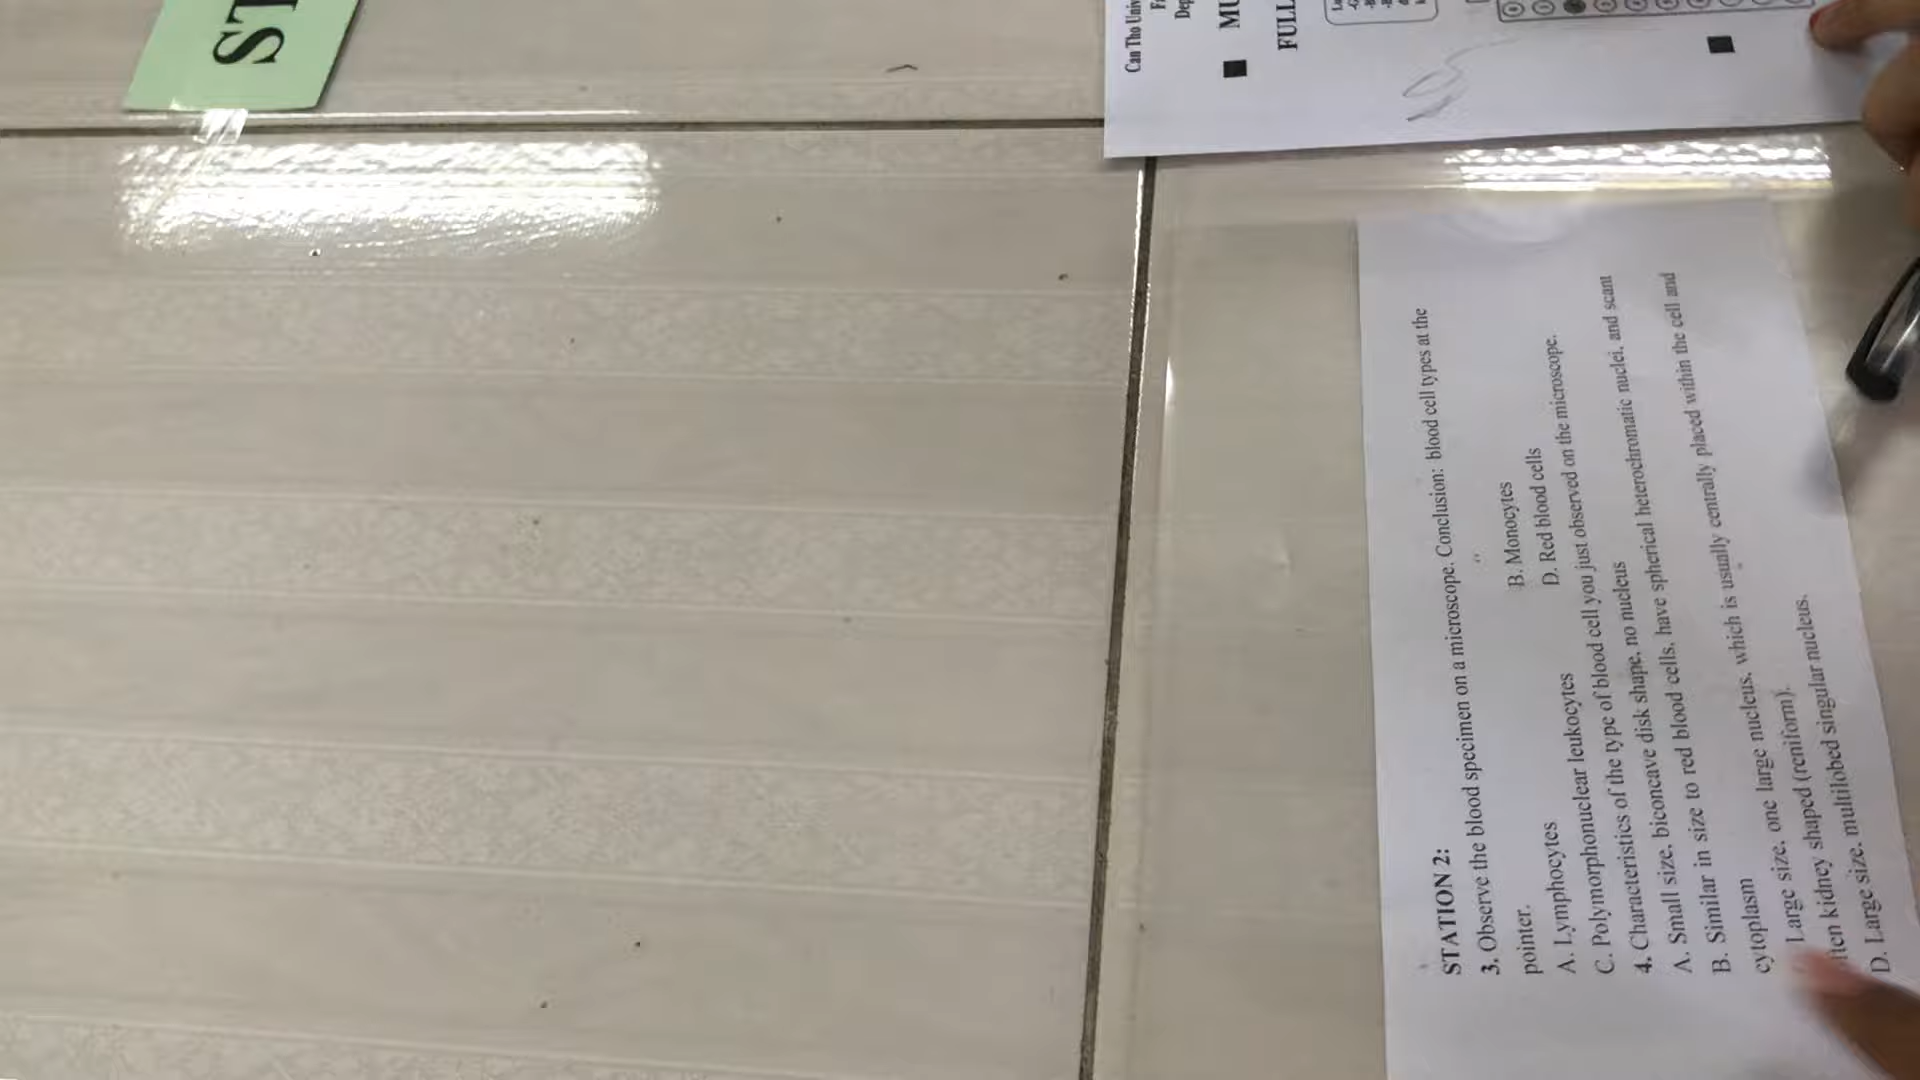 ST
Can Tho Univ
MU
FULL
STATION 2:
3. Observe the blood specimen on a microscope. Conclusion: blood cell types at the
pointer.
A. Lymphocytes B. Monocytes
C. Polymorphonuclear leukocytes D. Red blood cells
4. Characteristics of the type of blood cell you just observed on the microscope.
A. Small size, biconcave disk shape, no nucleus
B. Similar in size to red blood cells, have spherical heterochromatic nuclei, and scant
cytoplasm
Large size, one large nucleus, which is usually centrally placed within the cell and
kidney shaped (reniform).
D. Large size, multilobed singular nucleus.